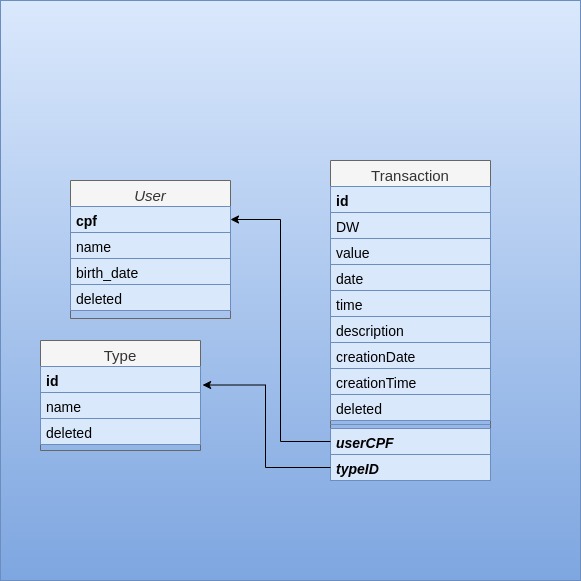 User
cpf
name
birth_date
deleted
Type
id
name
deleted
Transaction
id
DW
value
date
time
description
creationDate
creationTime
deleted
userCPF
typeID